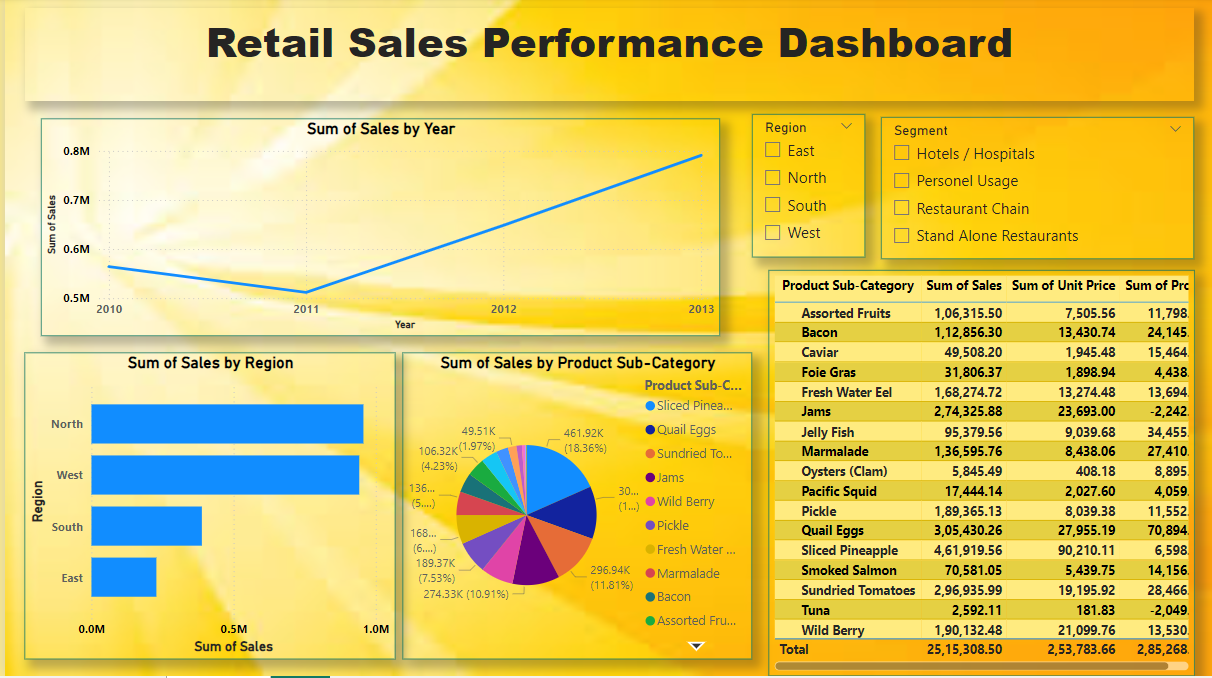 Retail Sales Performance Dashboard
Sum of Sales by Year
Sum of Sales
0.8M
0.7M
0.6M
0.5M
2010 2011 2012 2013
Year
Region
East
North
South
West
Segment
Hotels / Hospitals
Personel Usage
Restaurant Chain
Stand Alone Restaurants
Sum of Sales by Region
Region
North
West
South
East
0.0M 0.5M 1.0M
Sum of Sales
Sum of Sales by Product Sub-Category
461.92K
(18.36%)
30...
(1...)
296.94K
(11.81%)
274.33K (10.91%)
189.37K
(7.53%)
168...
(6....)
136...
(5....)
106.32K
(4.23%)
49.51K
(1.97%)
Product Sub-C...
Sliced Pinea...
Quail Eggs
Sundried To...
Jams
Wild Berry
Pickle
Fresh Water ...
Marmalade
Bacon
Assorted Fru...
Product Sub-Category Sum of Sales Sum of Unit Price Sum of Prc
Assorted Fruits 1,06,315.50 7,505.56 11,798.
Bacon 1,12,856.30 13,430.74 24,145.
Caviar 49,508.20 1,945.48 15,464.
Foie Gras 31,806.37 1,898.94 4,438.
Fresh Water Eel 1,68,274.72 13,274.48 13,694.
Jams 2,74,325.88 23,693.00 -2,242.
Jelly Fish 95,379.56 9,039.68 34,455.
Marmalade 1,36,595.76 8,438.06 27,410.
Oysters (Clam) 5,845.49 408.18 8,895.
Pacific Squid 17,444.14 2,027.60 4,059.
Pickle 1,89,365.13 8,039.38 11,552.
Quail Eggs 3,05,430.26 27,955.19 70,894.
Sliced Pineapple 4,61,919.56 90,210.11 6,598.
Smoked Salmon 70,581.05 5,439.75 14,156.
Sundried Tomatoes 2,96,935.99 19,195.92 28,466.
Tuna 2,592.11 181.83 -2,049.
Wild Berry 1,90,132.48 21,099.76 13,530.
Total 25,15,308.50 2,53,783.66 2,85,268.